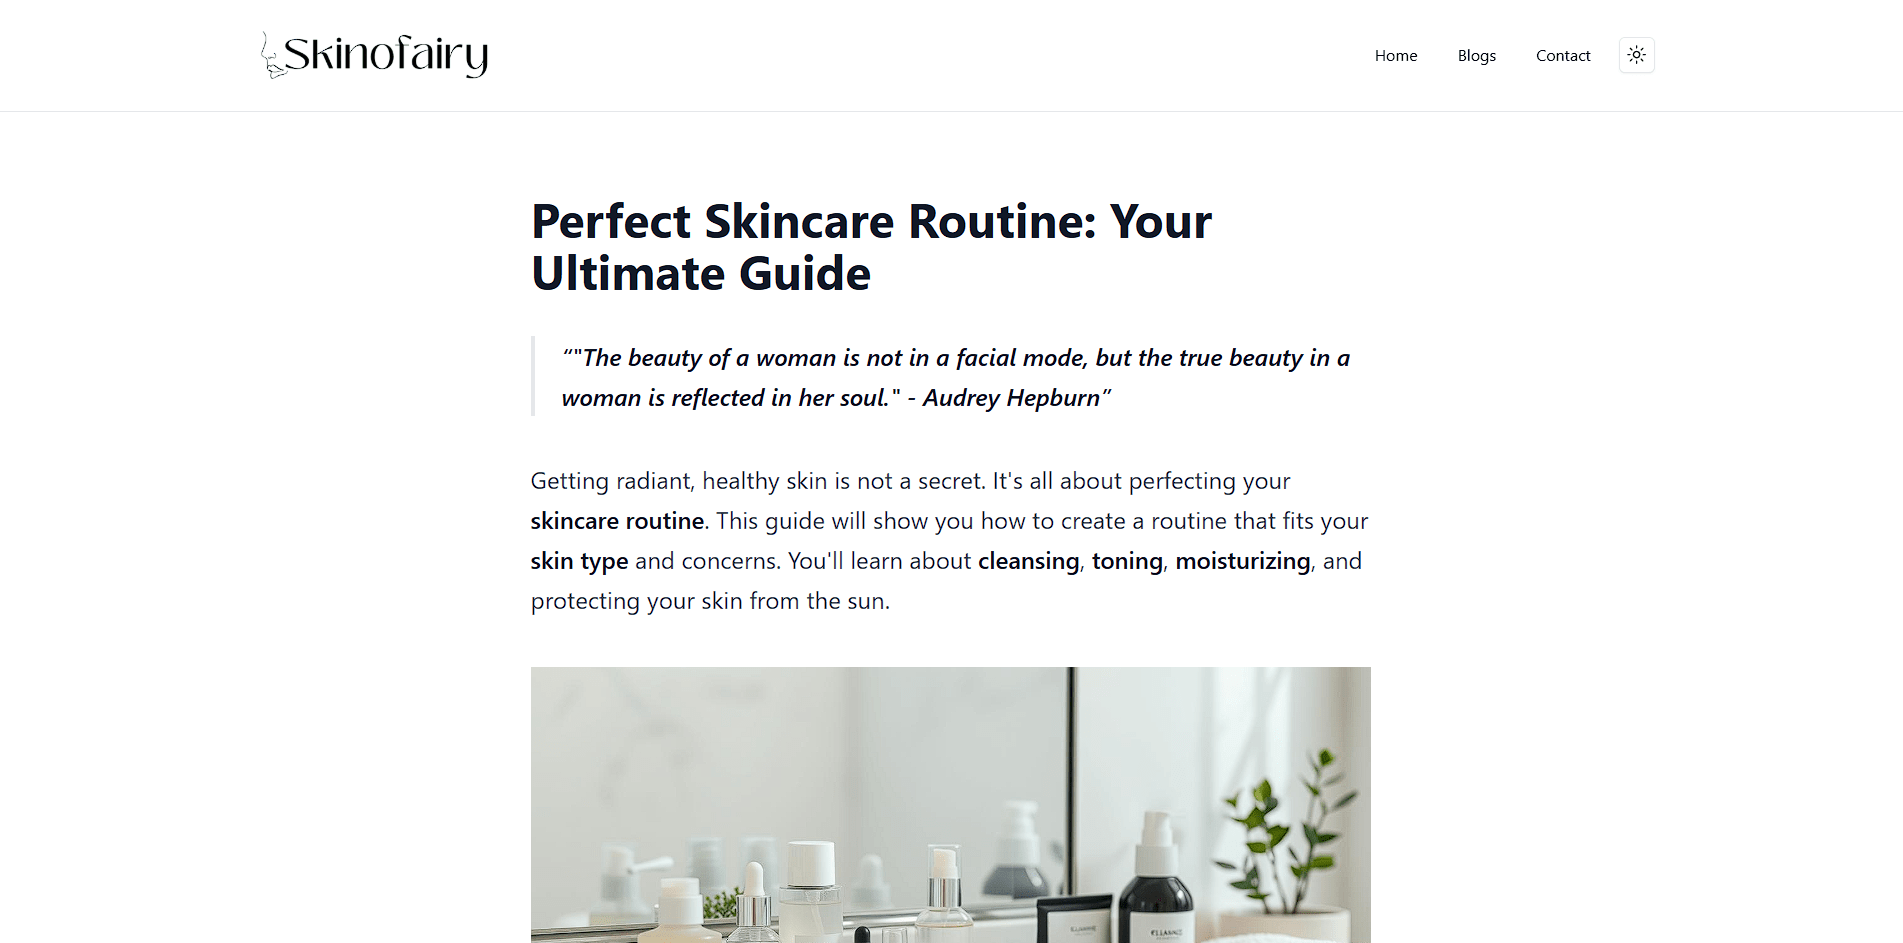 Skinofairy
Home Blogs Contact
Perfect Skincare Routine: Your
Ultimate Guide
“"The beauty of a woman is not in a facial mode, but the true beauty in a
woman is reflected in her soul." - Audrey Hepburn”
Getting radiant, healthy skin is not a secret. It's all about perfecting your
skincare routine. This guide will show you how to create a routine that fits your
skin type and concerns. You'll learn about cleansing, toning, moisturizing, and
protecting your skin from the sun.